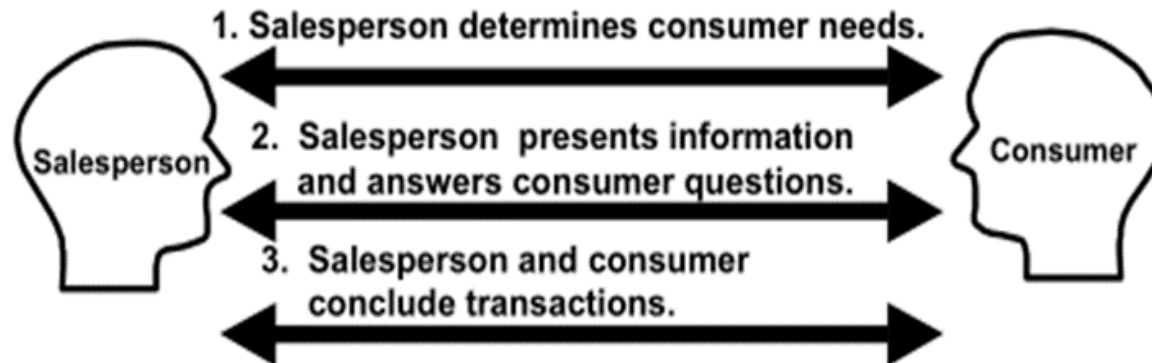 1. Salesperson determines consumer needs.
Salesperson
2. Salesperson presents information
and answers consumer questions.
Consumer
3. Salesperson and consumer
conclude transactions.